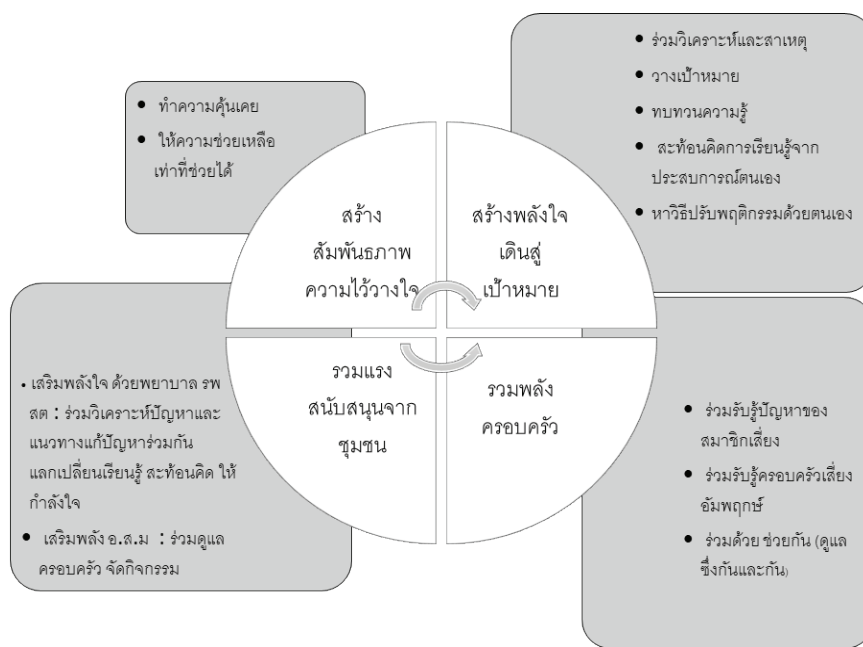 • ทำความคุ้นเคย
• ให้ความช่วยเหลือ
เท่าที่ช่วยได้
• ร่วมวิเคราะห์และสาเหตุ
• วางเป้าหมาย
• ทบทวนความรู้
• สะท้อนคิดการเรียนรู้จาก
ประสบการณ์ตนเอง
• หาวิธีปรับพฤติกรรมด้วยตนเอง
สร้าง
สัมพันธภาพ
ความไว้วางใจ
สร้างพลังใจ
เดินสู่
เป้าหมาย
รวมแรง
สนับสนุนจาก
ชุมชน
รวมพลัง
ครอบครัว
• เสริมพลังใจ ด้วยพยาบาล รพ
สต : ร่วมวิเคราะห์ปัญหาและ
แนวทางแก้ปัญหาร่วมกัน
แลกเปลี่ยนเรียนรู้ สะท้อนคิด ให้
กำลังใจ
• เสริมพลัง อ.ส.ม : ร่วมดูแล
ครอบครัว จัดกิจกรรม
• ร่วมรับรู้ปัญหาของ
สมาชิกเสี่ยง
• ร่วมรับรู้ครอบครัวเสี่ยง
อัมพฤกษ์
• ร่วมด้วย ช่วยกัน (ดูแล
ซึ่งกันและกัน)